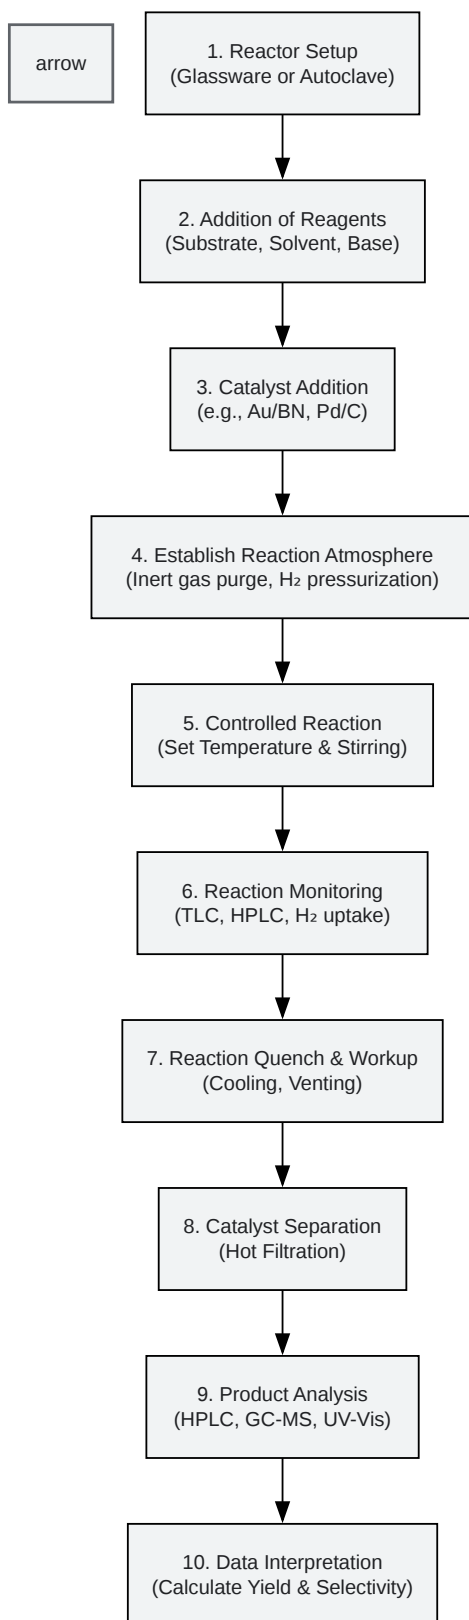 arrow
1. Reactor Setup
(Glassware or Autoclave)
2. Addition of Reagents
(Substrate, Solvent, Base)
3. Catalyst Addition
(e.g., Au/BN, Pd/C)
4. Establish Reaction Atmosphere
(Inert gas purge, H₂ pressurization)
5. Controlled Reaction
(Set Temperature & Stirring)
6. Reaction Monitoring
(TLC, HPLC, H₂ uptake)
7. Reaction Quench & Workup
(Cooling, Venting)
8. Catalyst Separation
(Hot Filtration)
9. Product Analysis
(HPLC, GC-MS, UV-Vis)
10. Data Interpretation
(Calculate Yield & Selectivity)